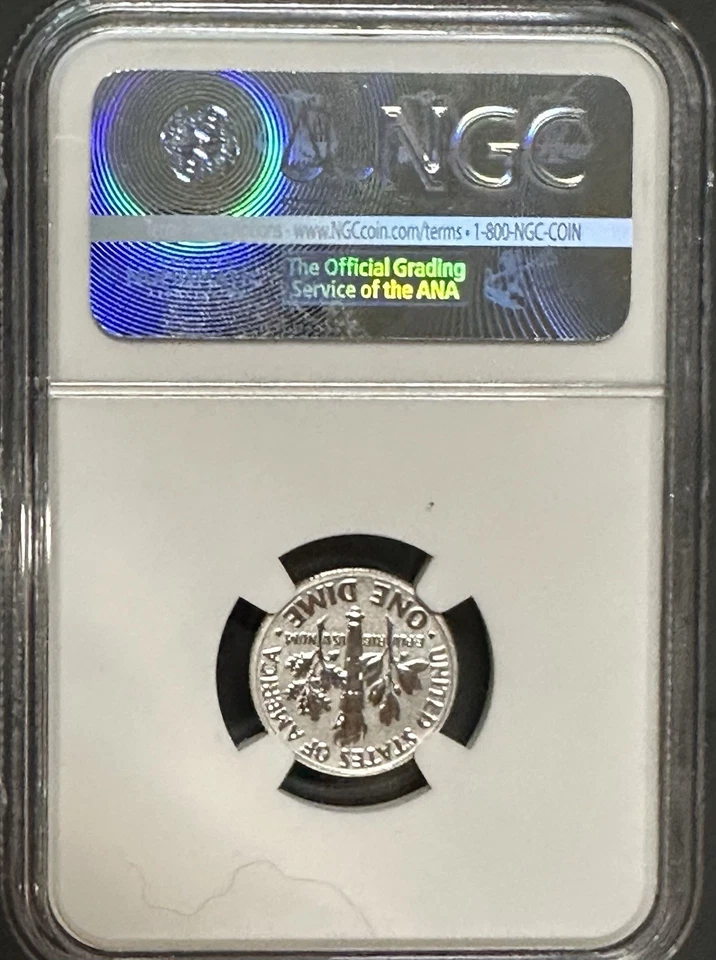 NGC
www.NGCcoin.com/terms • 1-800-NGC-COIN
The Official Grading
Service of the ANA
UNITED STATES OF AMERICA
• ONE DIME •
E PLURIBUS UNUM